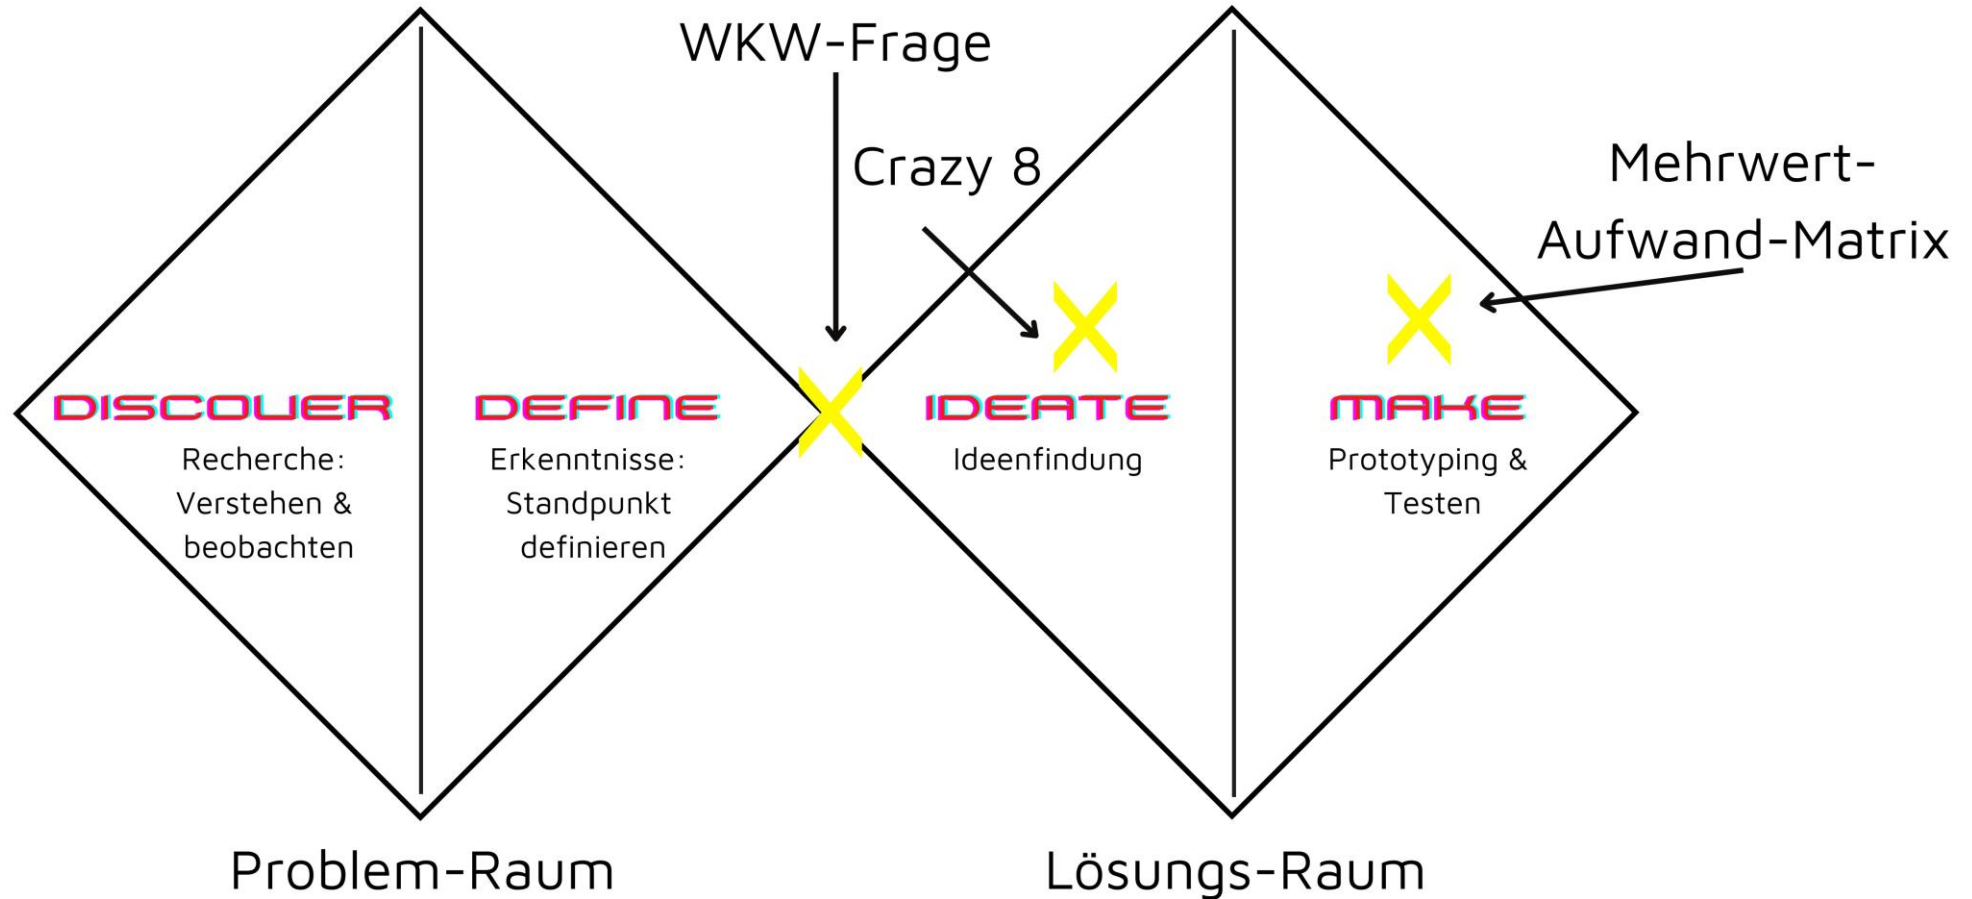 WKW-Frage
Crazy 8
Mehrwert-
Aufwand-Matrix
DISCOVER
Recherche:
Verstehen &
beobachten
DEFINE
Erkenntnisse:
Standpunkt
definieren
IDEATE
Ideenfindung
MAKE
Prototyping &
Testen
Problem-Raum
Lösungs-Raum